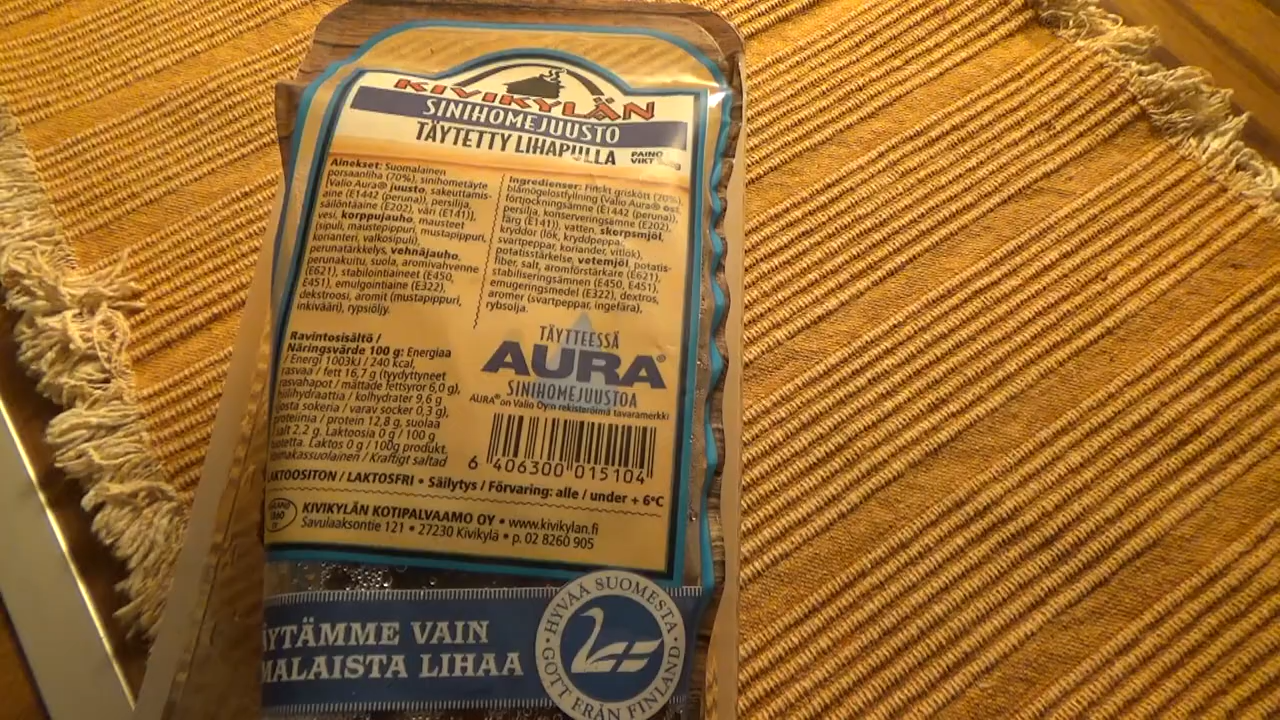 KIVIKYLÄN
SINIHOMEJUUSTO
TÄYTETTY LIHAPULLA
PAINO
VIKT
Ainekset: Suomalainen
porsaanliha (70%), sinihometäyte
(Valio Aura® juusto, sakeuttamis-
aine (E1442 (peruna)), persilja,
säilöntäaine (E202), väri (E141)),
vesi, korppujauho, mausteet
(sipuli, maustepippuri, mustapippuri,
korianteri, valkosipuli),
perunatärkkelys, vehnäjauho,
perunakuitu, suola, aromivahvenne
(E621), stabilointiaineet (E450,
E451), emulgointiaine (E322),
dekstroosi, aromit (mustapippuri,
inkivääri), rypsiöljy.
Ingredienser: Finskt griskött (70%),
blåmögelostfyllning (Valio Aura® ost,
förtjockningsämne (E1442 (peruna)),
persilja, konserveringsämne (E202),
färg (E141)), vatten, skorpsmjöl,
kryddor (lök, kryddpeppar,
svartpeppar, koriander, vitlök),
potatisstärkelse, vetemjöl, potatis-
fiber, salt, aromförstärkare (E621),
stabiliseringsämnen (E450, E451),
emugeringsmedel (E322), dextros,
aromer (svartpeppar, ingefära),
rybsolja.
Ravintosisältö /
Näringsvärde 100 g: Energiaa
/ Energi 1003kJ / 240 kcal,
rasvaa / fett 16,7 g (tyydyttyneet
rasvahapot / mättade fettsyror 6,0 g),
hiilihydraattia / kolhydrater 9,6 g
josta sokeria / varav socker 0,3 g),
proteiinia / protein 12,8 g, suolaa
salt 2,2 g. Laktoosia 0 g / 100 g
tuotetta. Laktos 0 g / 100g produkt.
Voimakassuolainen / Kraftigt saltad
TÄYTTEESSÄ
AURA®
SINIHOMEJUUSTOA
AURA® on Valio Oy:n rekisteröimä tavaramerkki
6 406300 015104
AKTOOSITON / LAKTOSFRI • Säilytys / Förvaring: alle / under + 6°C
KIVIKYLÄN KOTIPALVAAMO OY • www.kivikylan.fi
Savulaaksontie 121 • 27230 Kivikylä • p. 02 8260 905
YTÄMME VAIN
MALAISTA LIHAA
HYVÄÄ SUOMESTA
GOTT FRÅN FINLAND